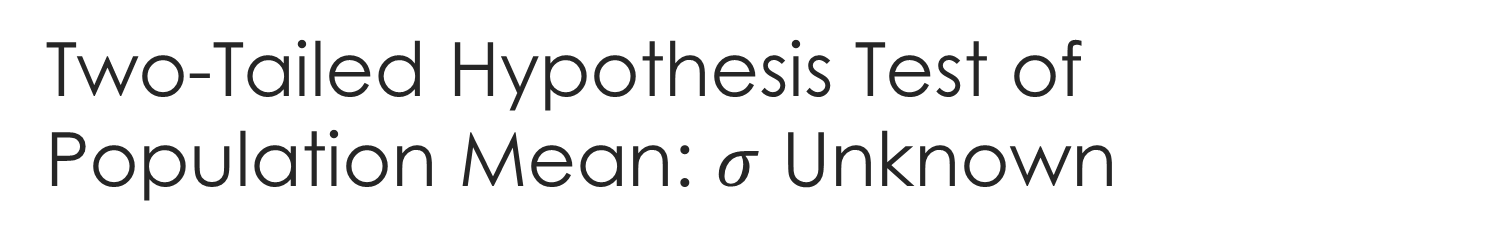 Two-Tailed Hypothesis Test of
Population Mean: σ Unknown